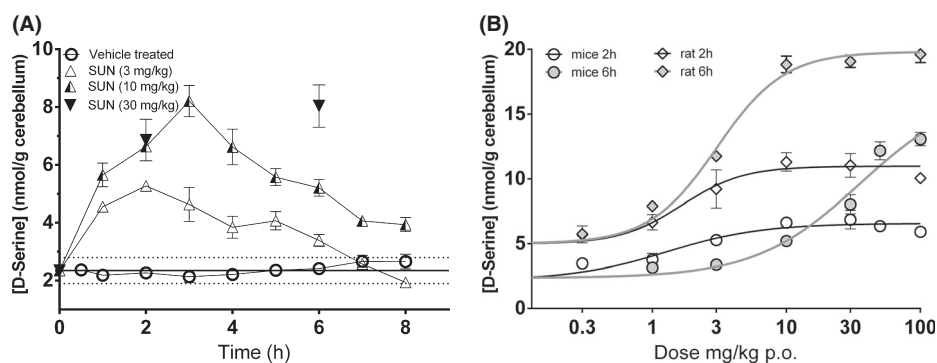 (A)
[D-Serine] (nmol/g cerebellum)
10
8
6
4
2
Vehicle treated
SUN (3 mg/kg)
SUN (10 mg/kg)
SUN (30 mg/kg)
0 2 4 6 8
Time (h)
(B)
[D-Serine] (nmol/g cerebellum)
20
15
10
5
0
mice 2h rat 2h
mice 6h rat 6h
0.3 1 3 10 30 100
Dose mg/kg p.o.